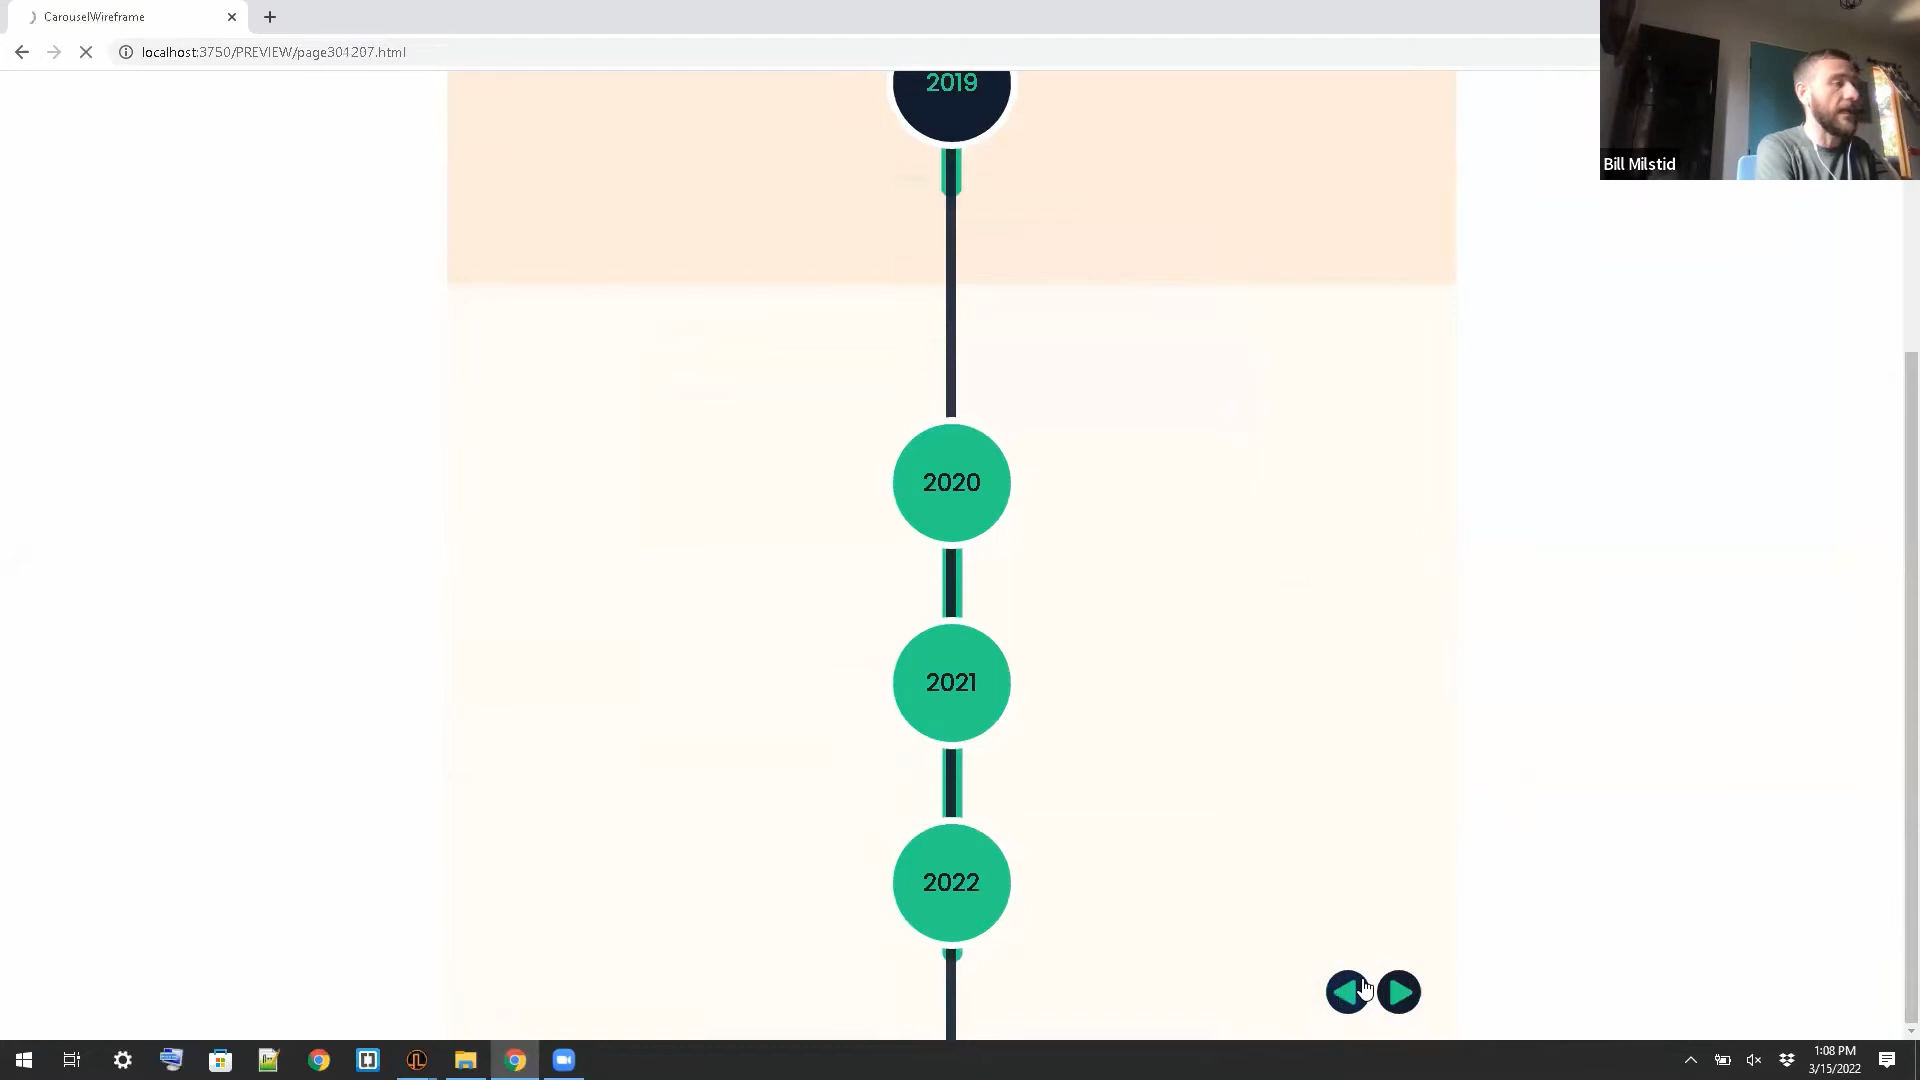 CarouselWireframe
localhost:3750/PREVIEW/page301207.html
Bill Milstid
2019
2020
2021
2022
1:08 PM
3/15/2022